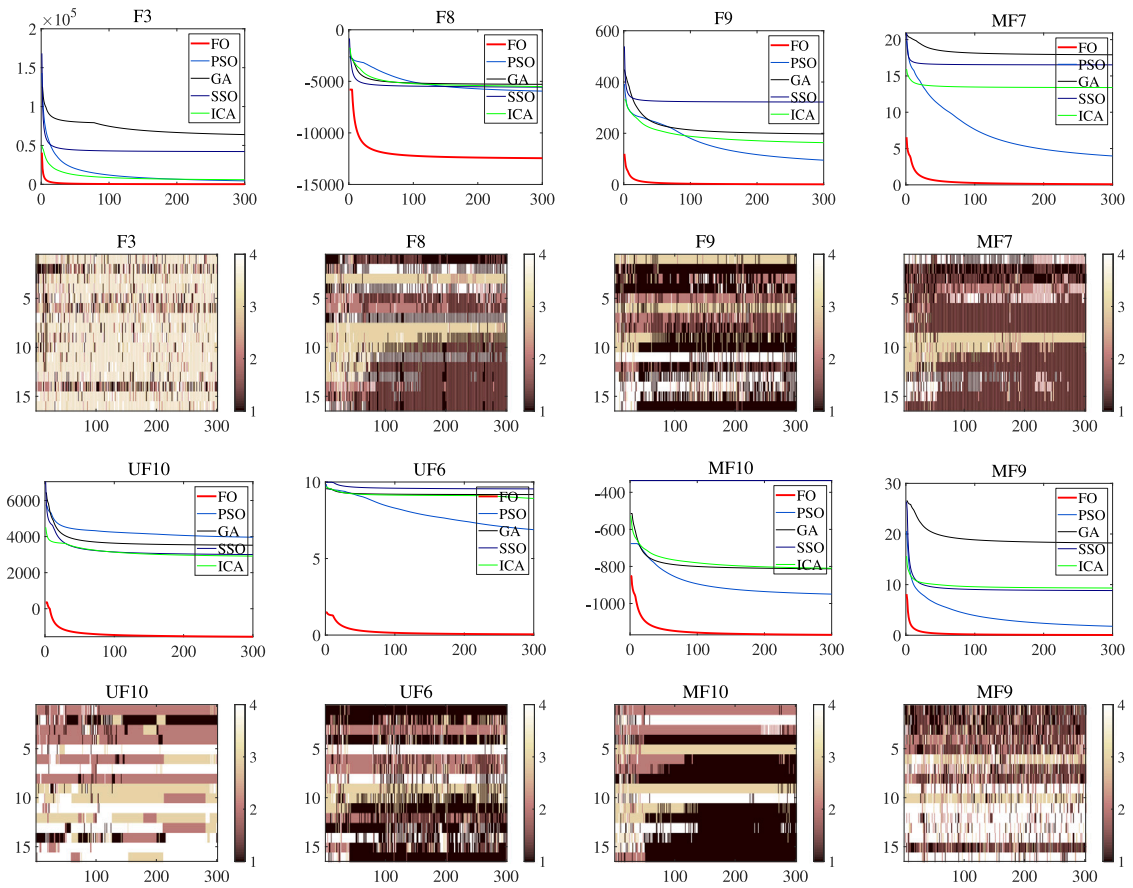 F3
×10^5
2
1.5
1
0.5
0
0 100 200 300
FO
PSO
GA
SSO
ICA
F8
0
-5000
-10000
-15000
0 100 200 300
FO
PSO
GA
SSO
ICA
F9
600
400
200
0
0 100 200 300
FO
PSO
GA
SSO
ICA
MF7
20
15
10
5
0
0 100 200 300
FO
PSO
GA
SSO
ICA
F3
5
10
15
100 200 300
4
3
2
1
F8
5
10
15
100 200 300
4
3
2
1
F9
5
10
15
100 200 300
4
3
2
1
MF7
5
10
15
100 200 300
4
3
2
1
UF10
6000
4000
2000
0
0 100 200 300
FO
PSO
GA
SSO
ICA
UF6
10
5
0
0 100 200 300
FO
PSO
GA
SSO
ICA
MF10
-400
-600
-800
-1000
0 100 200 300
FO
PSO
GA
SSO
ICA
MF9
30
20
10
0
0 100 200 300
FO
PSO
GA
SSO
ICA
UF10
5
10
15
100 200 300
4
3
2
1
UF6
5
10
15
100 200 300
4
3
2
1
MF10
5
10
15
100 200 300
4
3
2
1
MF9
5
10
15
100 200 300
4
3
2
1